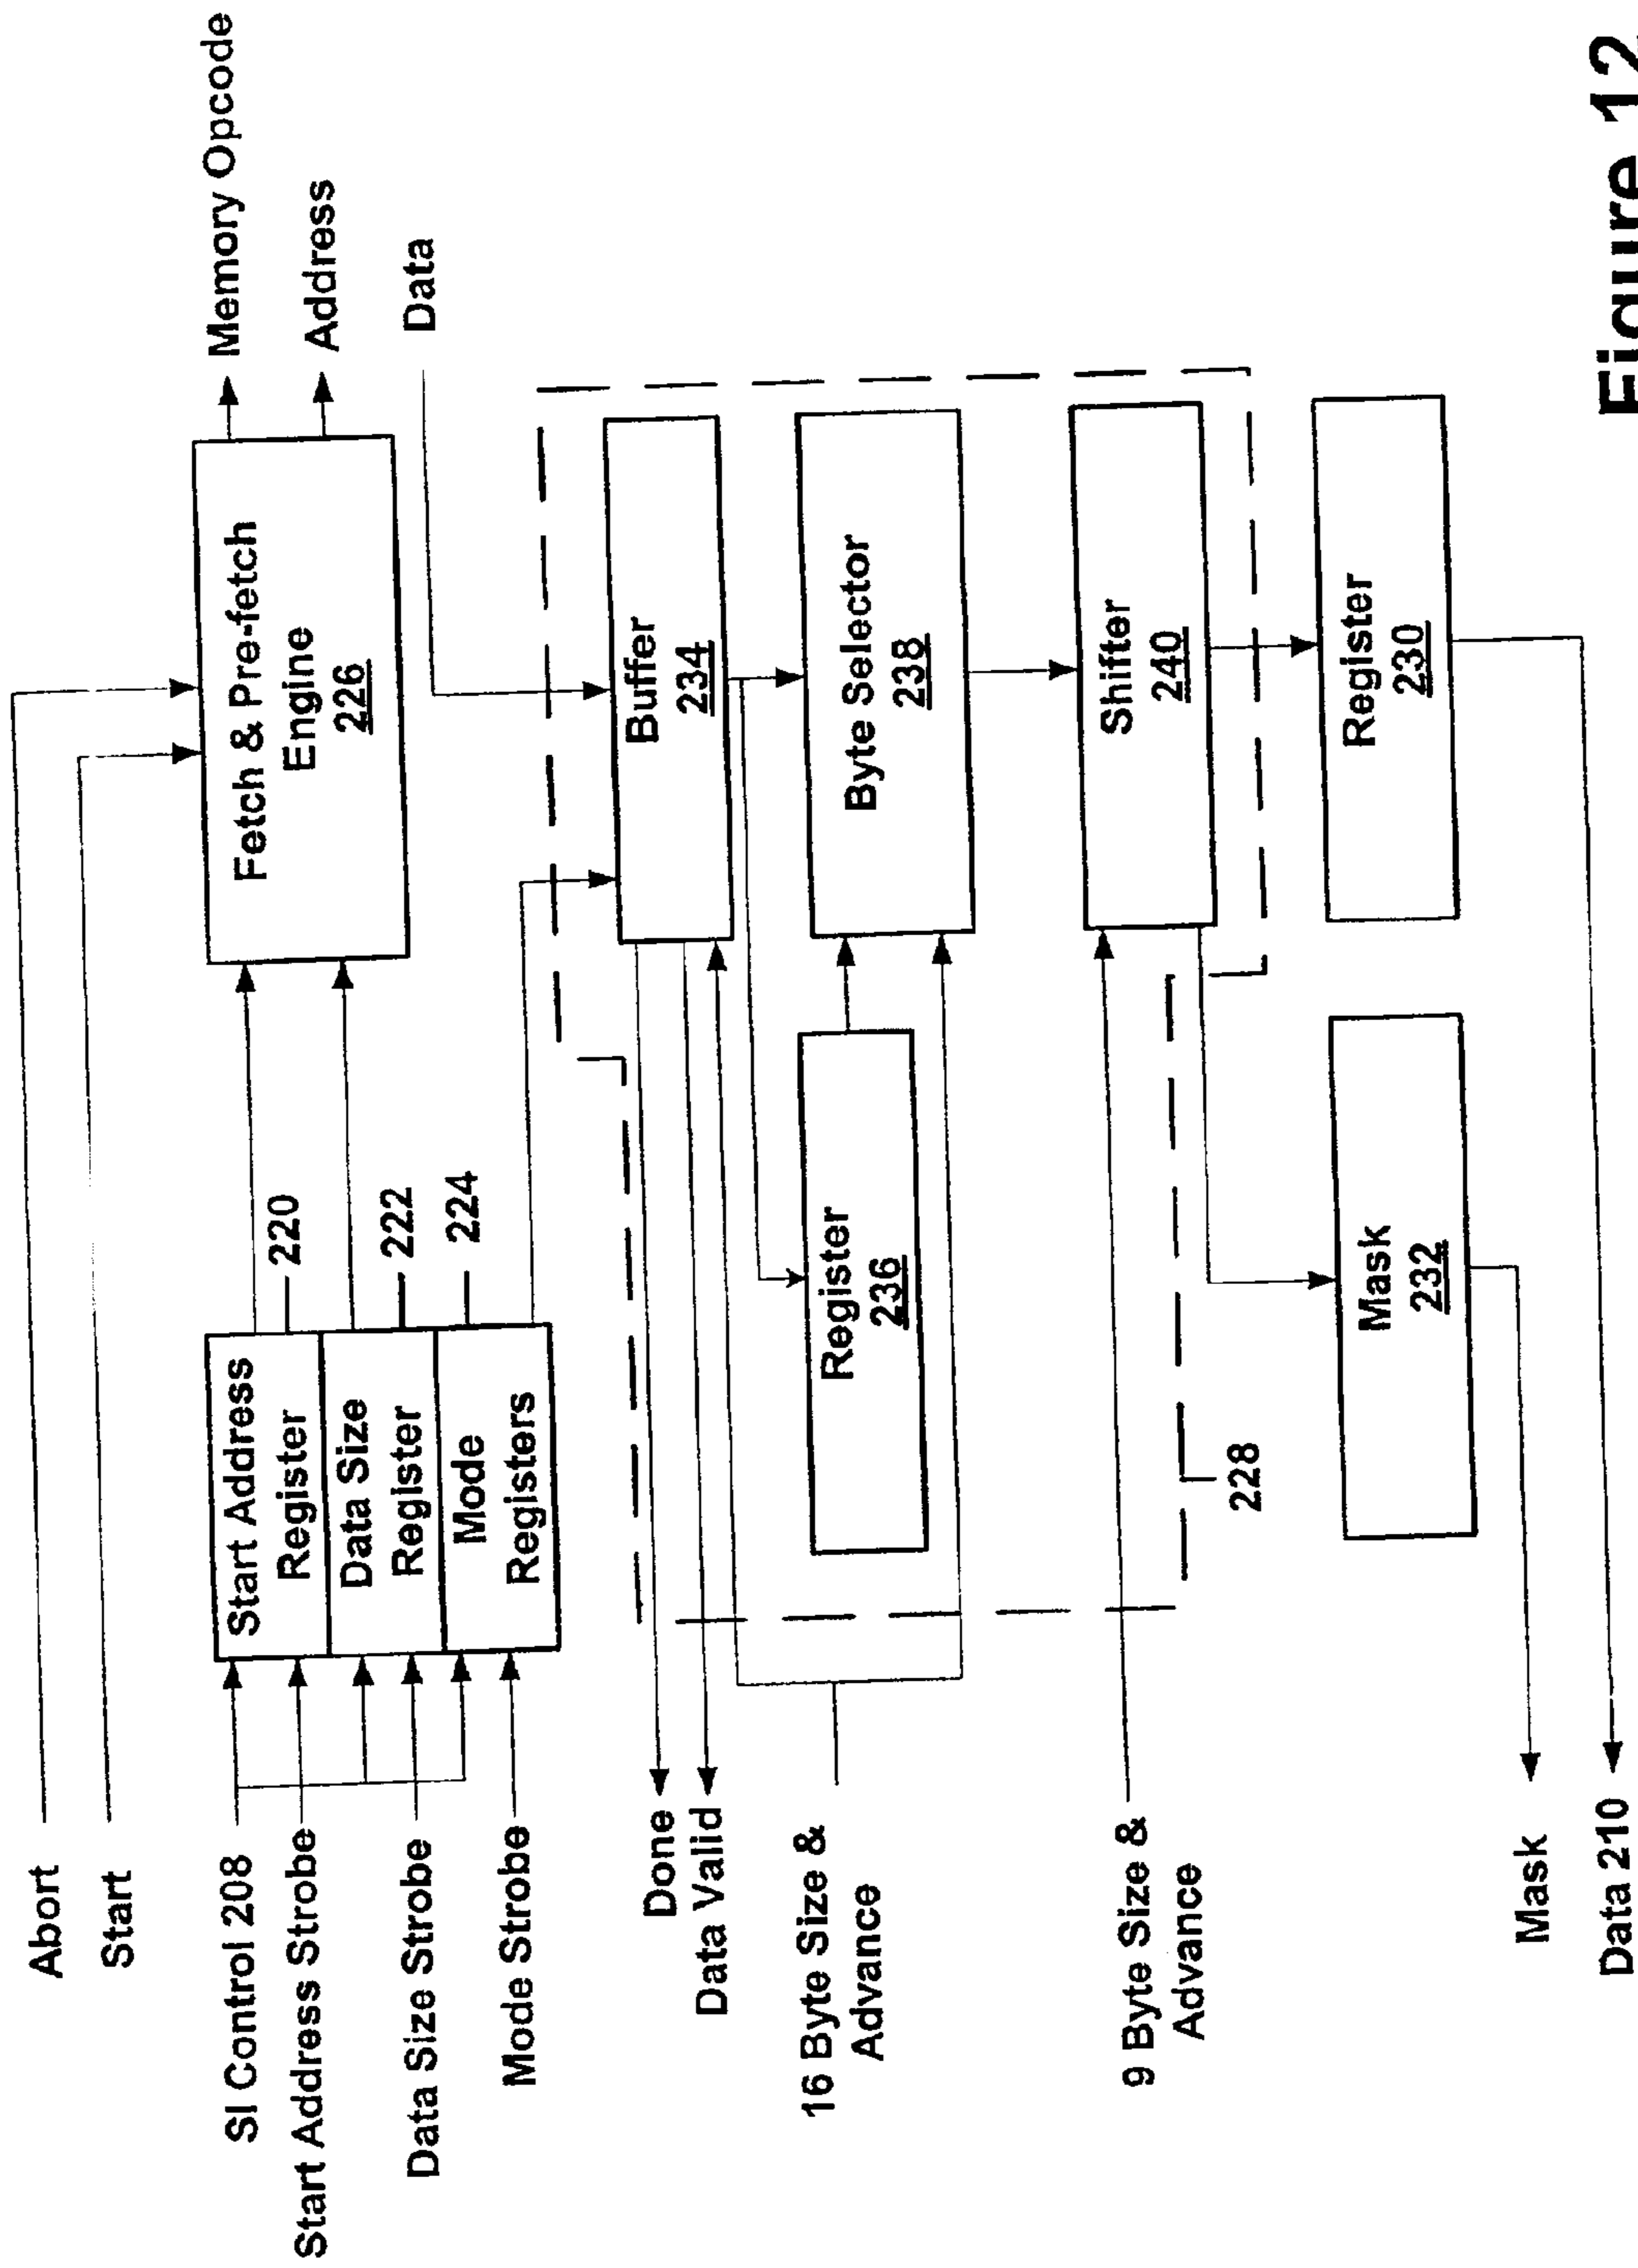 Abort
Start
SI Control 208
Start Address Strobe
Data Size Strobe
Mode Strobe
Start Address
Register
220
Data Size
Register
222
Mode
Registers
224
Fetch & Pre-fetch
Engine
226
Memory Opcode
Address
Data
Done
Data Valid
16 Byte Size &
Advance
Buffer
234
Register
236
Byte Selector
238
9 Byte Size &
Advance
Shifter
240
228
Mask
232
Register
230
Mask
Data 210
Figure 12